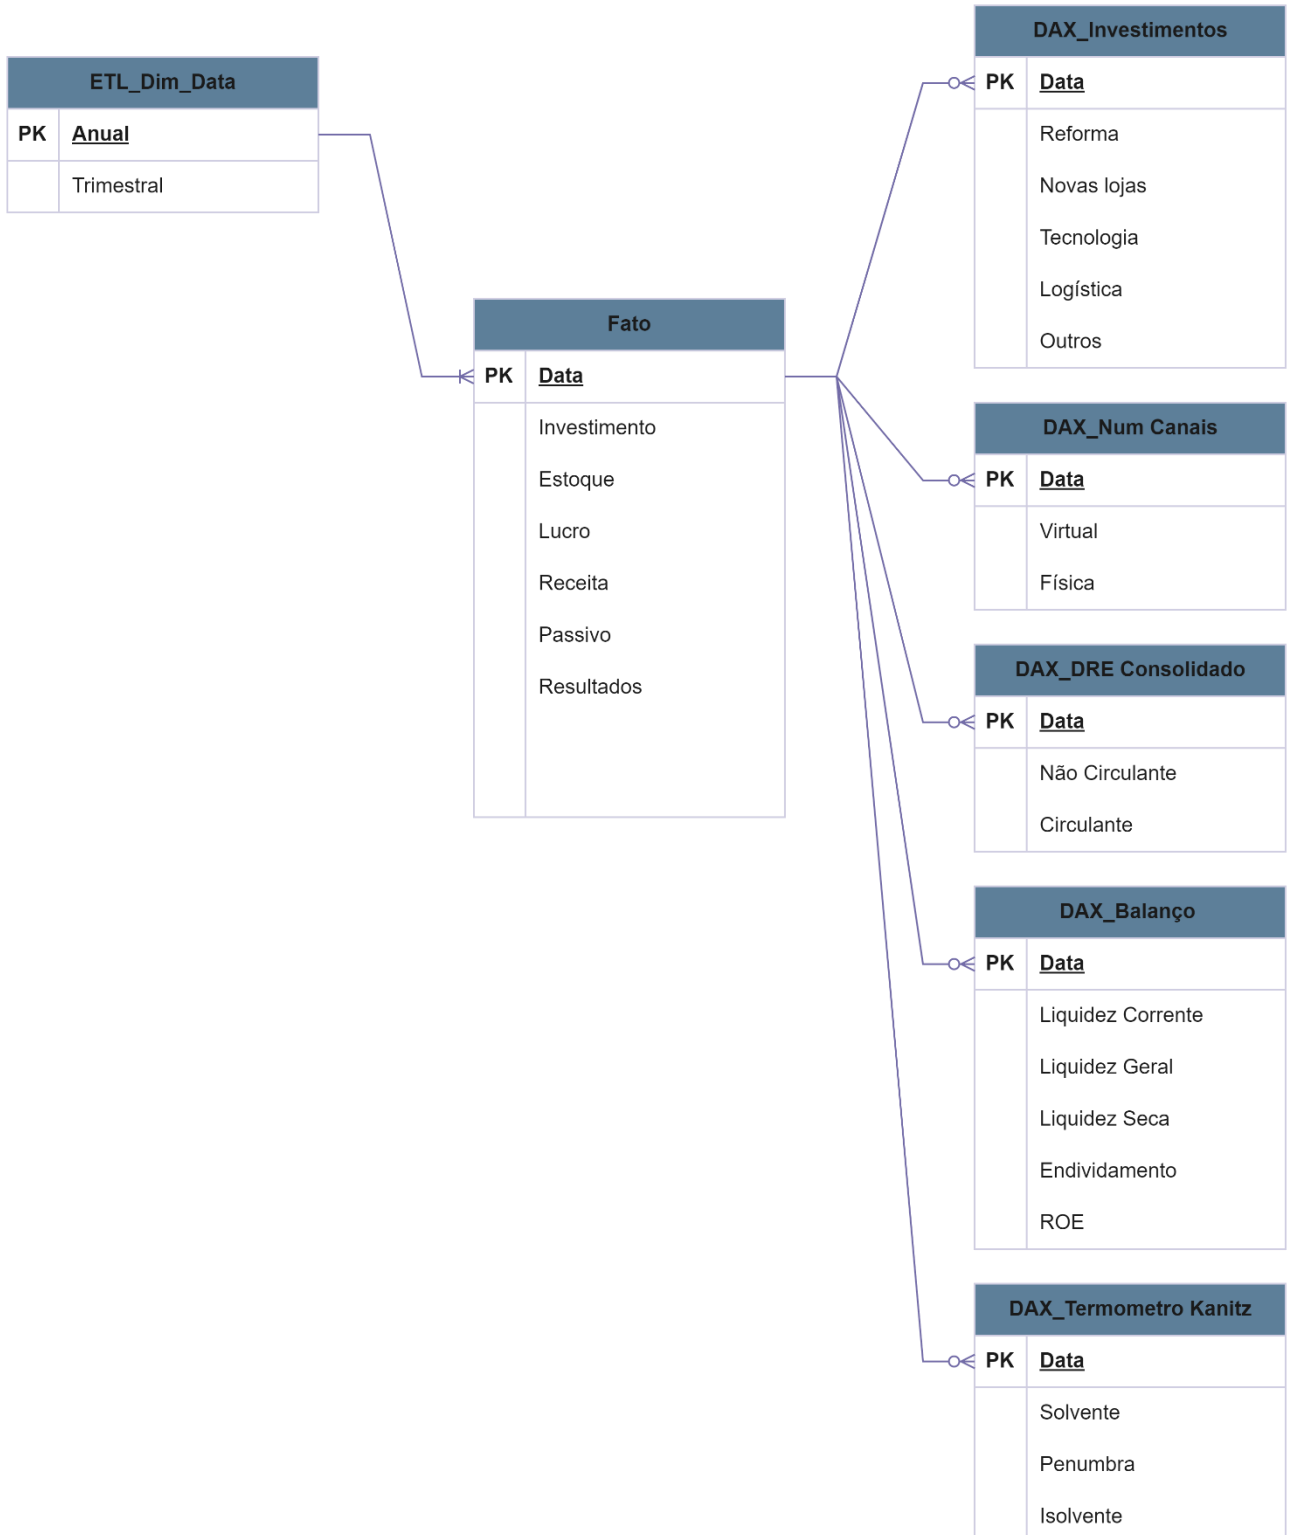 ETL_Dim_Data
PK Anual
Trimestral
Fato
PK Data
Investimento
Estoque
Lucro
Receita
Passivo
Resultados
DAX_Investimentos
PK Data
Reforma
Novas lojas
Tecnologia
Logística
Outros
DAX_Num Canais
PK Data
Virtual
Física
DAX_DRE Consolidado
PK Data
Não Circulante
Circulante
DAX_Balanço
PK Data
Liquidez Corrente
Liquidez Geral
Liquidez Seca
Endividamento
ROE
DAX_Termometro Kanitz
PK Data
Solvente
Penumbra
Isolvente